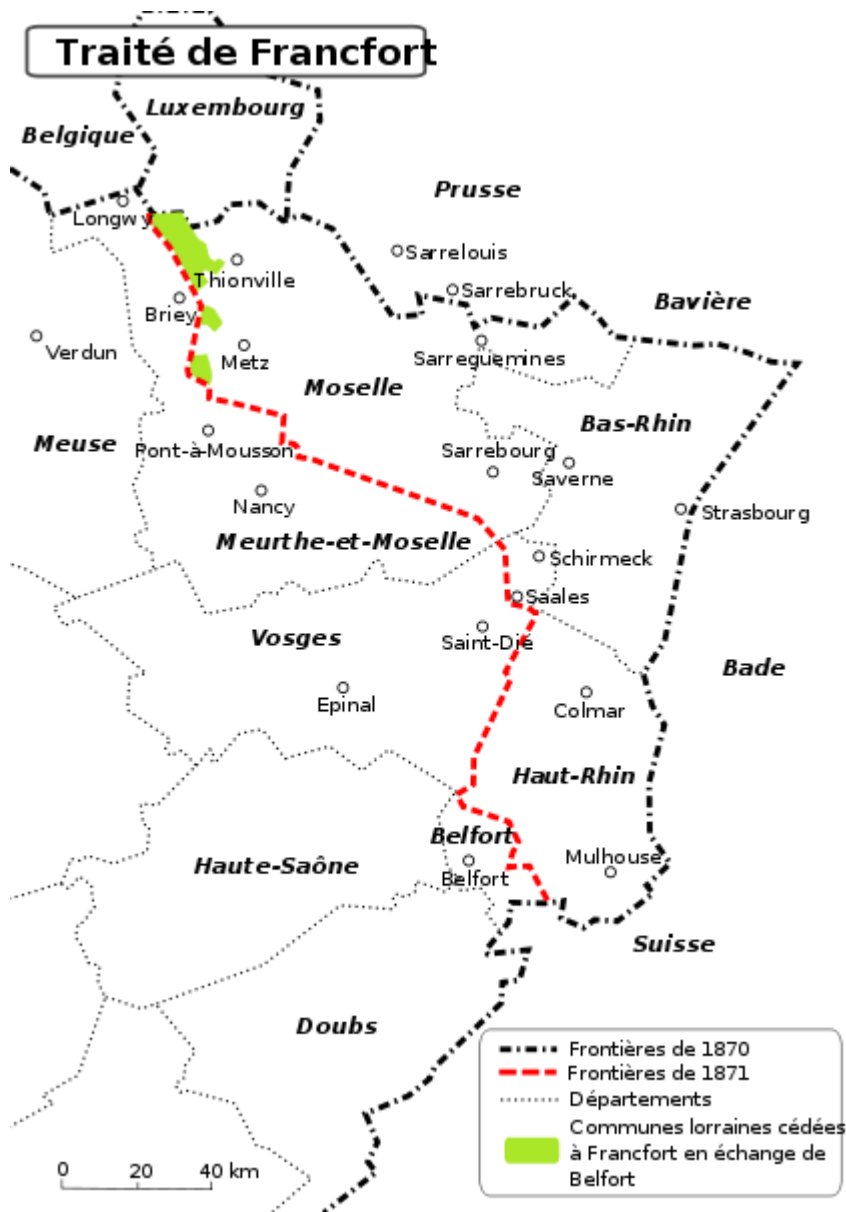 Traité de Francfort
Luxembourg
Belgique
Prusse
Longwy
Sarrelouis
Thionville
Sarrebruck
Bavière
Briey
Verdun
Metz
Sarreguemines
Moselle
Meuse
Bas-Rhin
Pont-à-Mousson
Sarrebourg
Saverne
Nancy
Strasbourg
Meurthe-et-Moselle
Schirmeck
Saales
Vosges
Saint-Dié
Bade
Epinal
Colmar
Haut-Rhin
Belfort
Mulhouse
Haute-Saône
Belfort
Suisse
Doubs
Frontières de 1870
Frontières de 1871
Départements
Communes lorraines cédées
à Francfort en échange de
Belfort
0 20 40 km